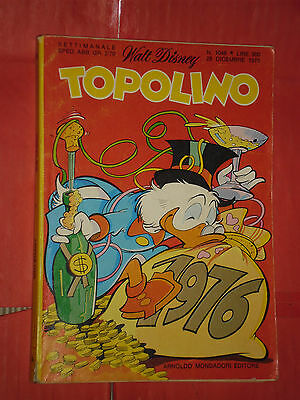 SETTIMANALE
SPED. ABB. GR. 2/70
Walt Disney
N. 1048 • LIRE 300
28 DICEMBRE 1975
TOPOLINO
$
1976
ARNOLDO MONDADORI EDITORE